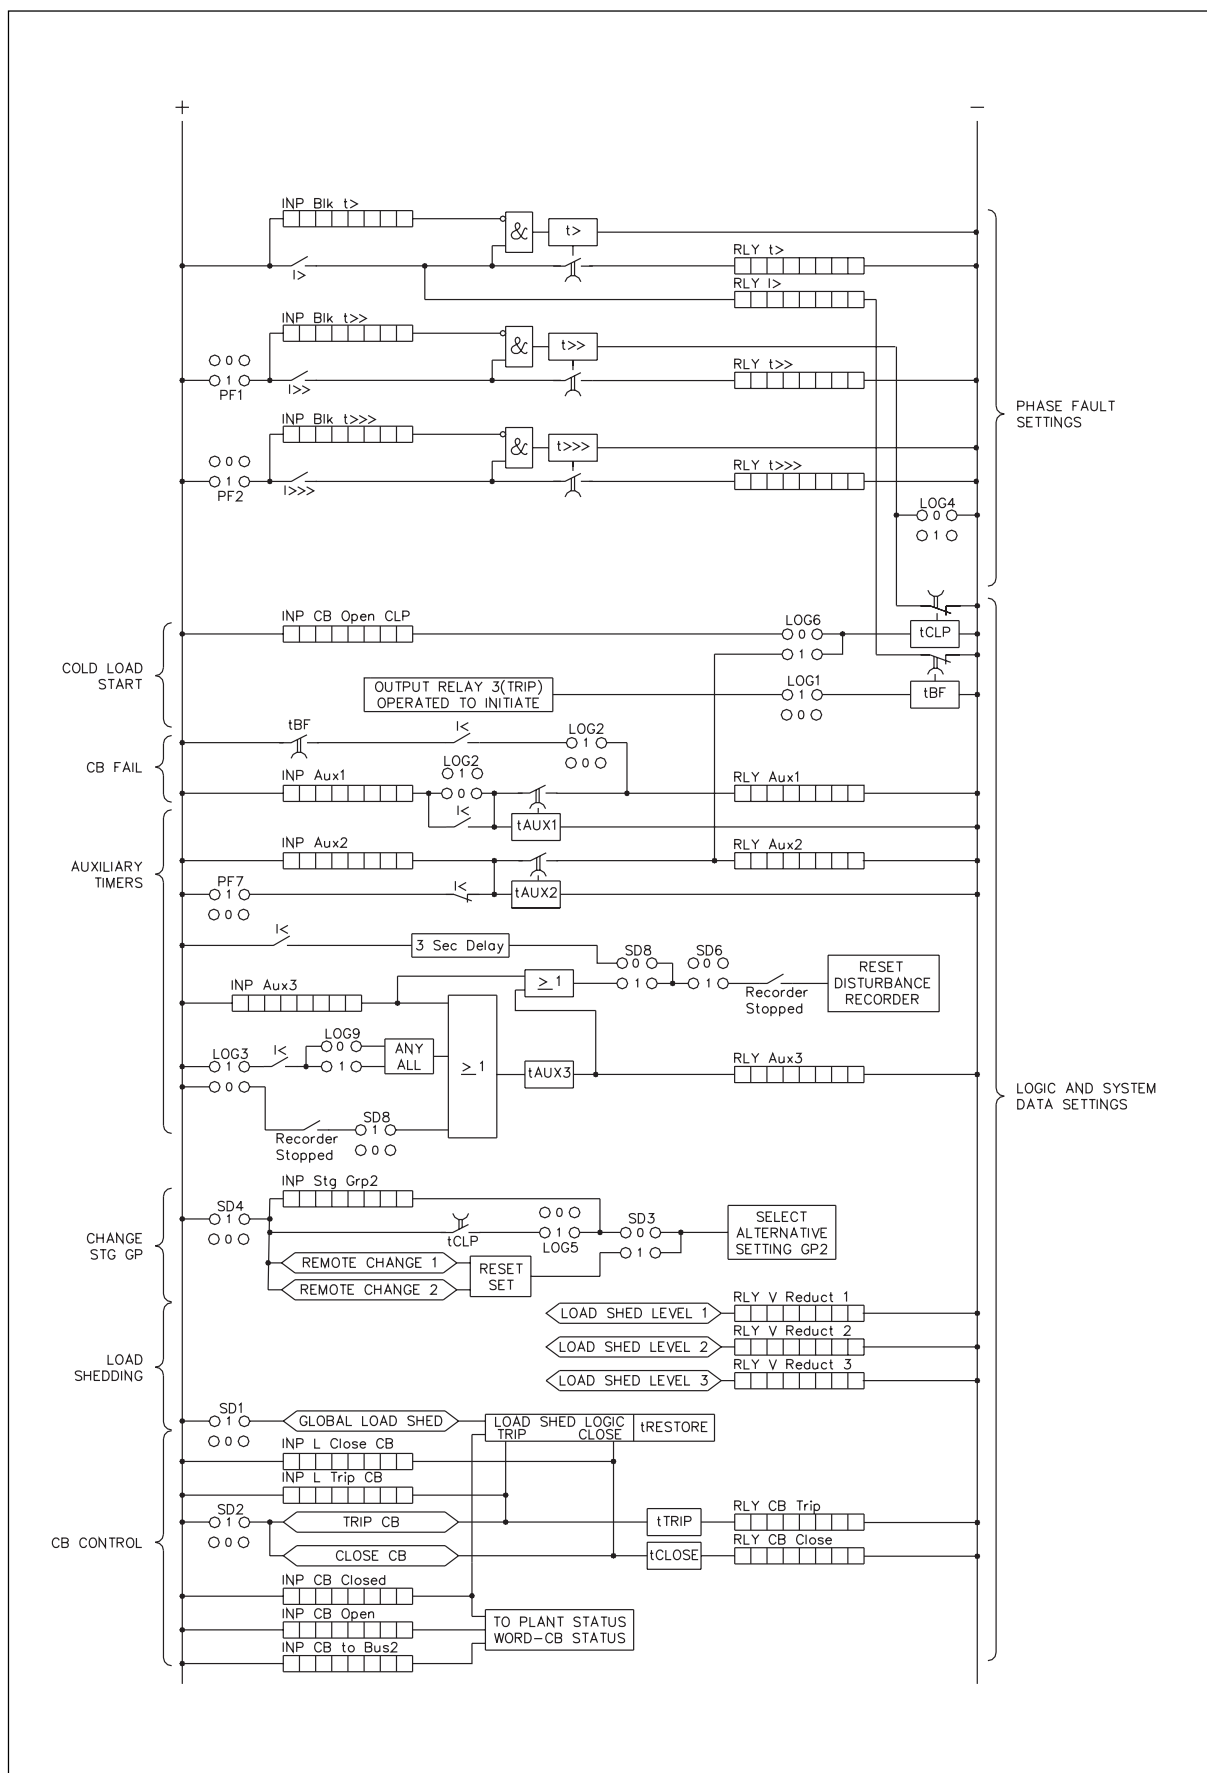 + −
INP Blk t>
& t>
RLY t>
I>
RLY I>
INP Blk t>>
& t>>
0
1
PF1
I>>
RLY t>>
INP Blk t>>>
& t>>>
0
1
PF2
I>>>
RLY t>>>
PHASE FAULT
SETTINGS
LOG4
0
1
INP CB Open CLP
LOG6
0
1
tCLP
COLD LOAD
START
OUTPUT RELAY 3(TRIP)
OPERATED TO INITIATE
LOG1
1
0
tBF
tBF
I<
LOG2
1
0
CB FAIL
LOG2
1
0
INP Aux1
RLY Aux1
I<
tAUX1
INP Aux2
RLY Aux2
AUXILIARY
TIMERS
PF7
1
0
I<
tAUX2
I<
3 Sec Delay
SD8
0
1
SD6
0
1
Recorder
Stopped
RESET
DISTURBANCE
RECORDER
INP Aux3
≥1
LOG3
1
0
I<
LOG9
0
1
ANY
ALL
≥1
tAUX3
RLY Aux3
Recorder
Stopped
SD8
1
0
LOGIC AND SYSTEM
DATA SETTINGS
INP Stg Grp2
SD4
1
0
CHANGE
STG GP
tCLP
0
1
LOG5
SD3
0
1
SELECT
ALTERNATIVE
SETTING GP2
REMOTE CHANGE 1
REMOTE CHANGE 2
RESET
SET
LOAD SHED LEVEL 1
RLY V Reduct 1
LOAD SHED LEVEL 2
RLY V Reduct 2
LOAD SHED LEVEL 3
RLY V Reduct 3
LOAD
SHEDDING
SD1
1
0
GLOBAL LOAD SHED
LOAD SHED LOGIC
TRIP CLOSE
tRESTORE
INP L Close CB
INP L Trip CB
SD2
1
0
TRIP CB
tTRIP
RLY CB Trip
CB CONTROL
CLOSE CB
tCLOSE
RLY CB Close
INP CB Closed
INP CB Open
INP CB to Bus2
TO PLANT STATUS
WORD-CB STATUS